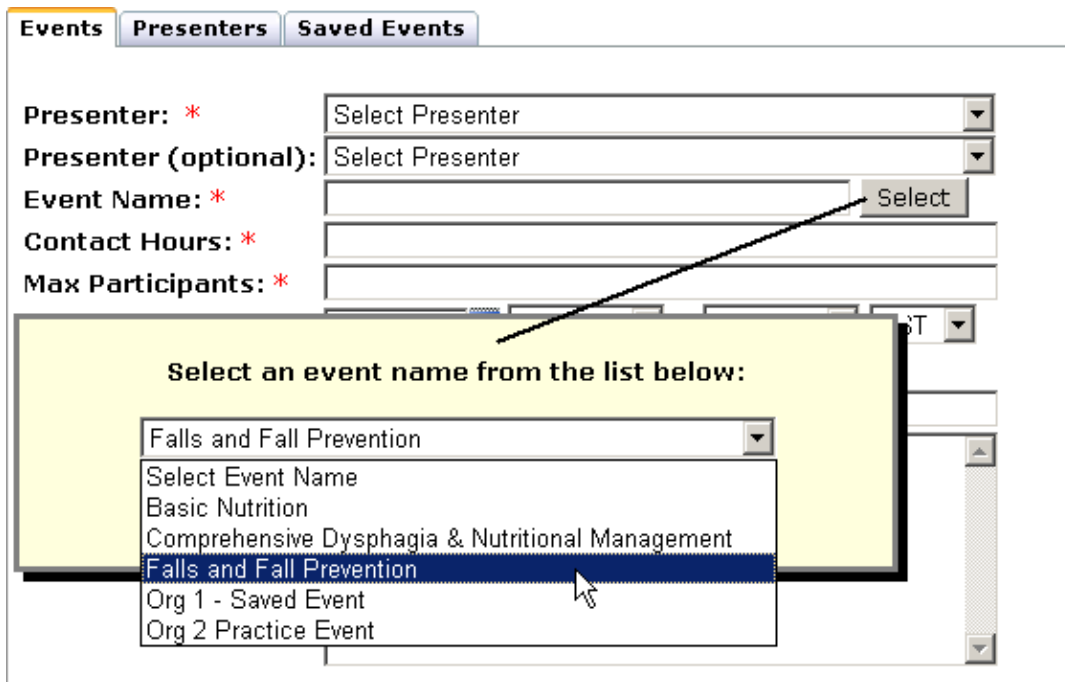 Events Presenters Saved Events
Presenter: * Select Presenter
Presenter (optional): Select Presenter
Event Name: * Select
Contact Hours: *
Max Participants: *
Select an event name from the list below:
Falls and Fall Prevention
Select Event Name
Basic Nutrition
Comprehensive Dysphagia & Nutritional Management
Falls and Fall Prevention
Org 1 - Saved Event
Org 2 Practice Event